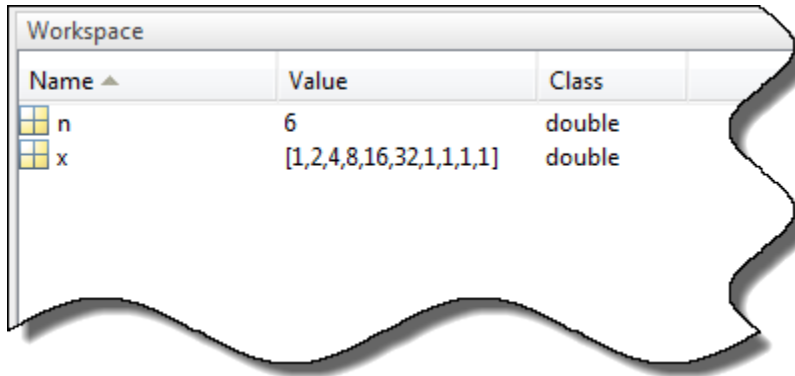 Workspace
Name Value Class
n 6 double
x [1,2,4,8,16,32,1,1,1,1] double